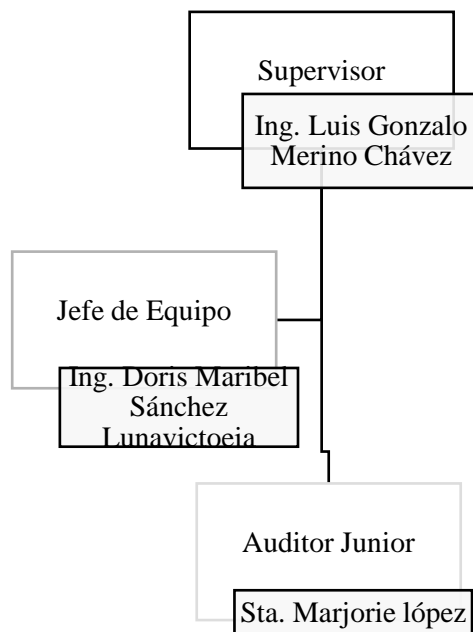 Supervisor
Ing. Luis Gonzalo
Merino Chávez
Jefe de Equipo
Ing. Doris Maribel
Sánchez
Lunavictoeia
Auditor Junior
Sta. Marjorie lópez